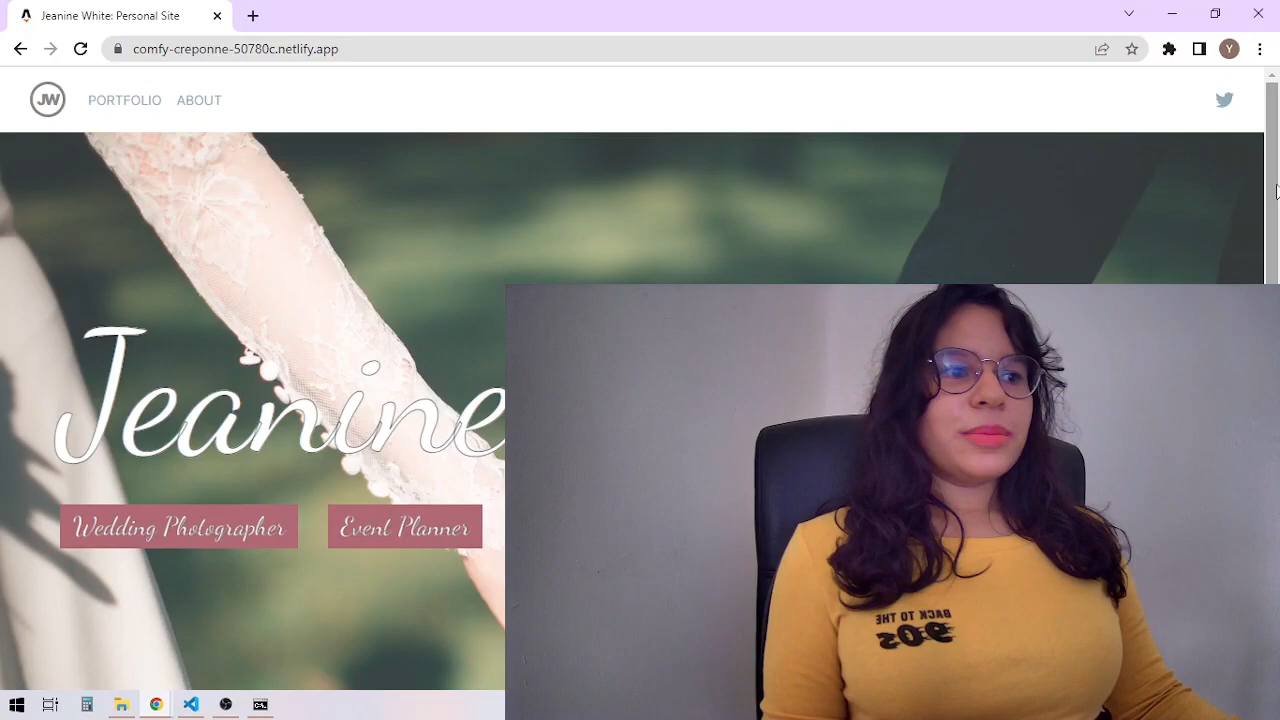 Jeanine White: Personal Site
comfy-creponne-50780c.netlify.app
Y
JW
PORTFOLIO
ABOUT
Jeanine
Wedding Photographer
Event Planner
BACK TO THE
90s